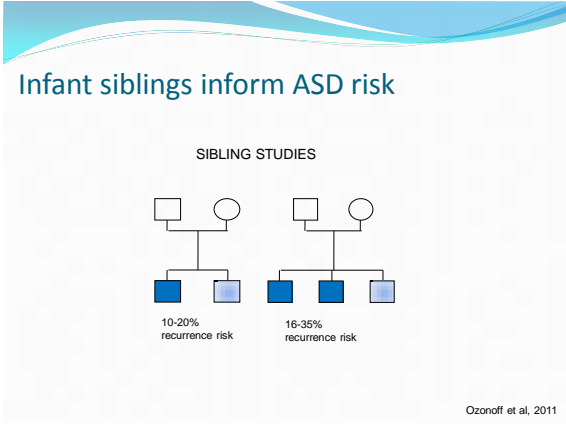 Infant siblings inform ASD risk
SIBLING STUDIES
10-20%
recurrence risk
16-35%
recurrence risk
Ozonoff et al, 2011